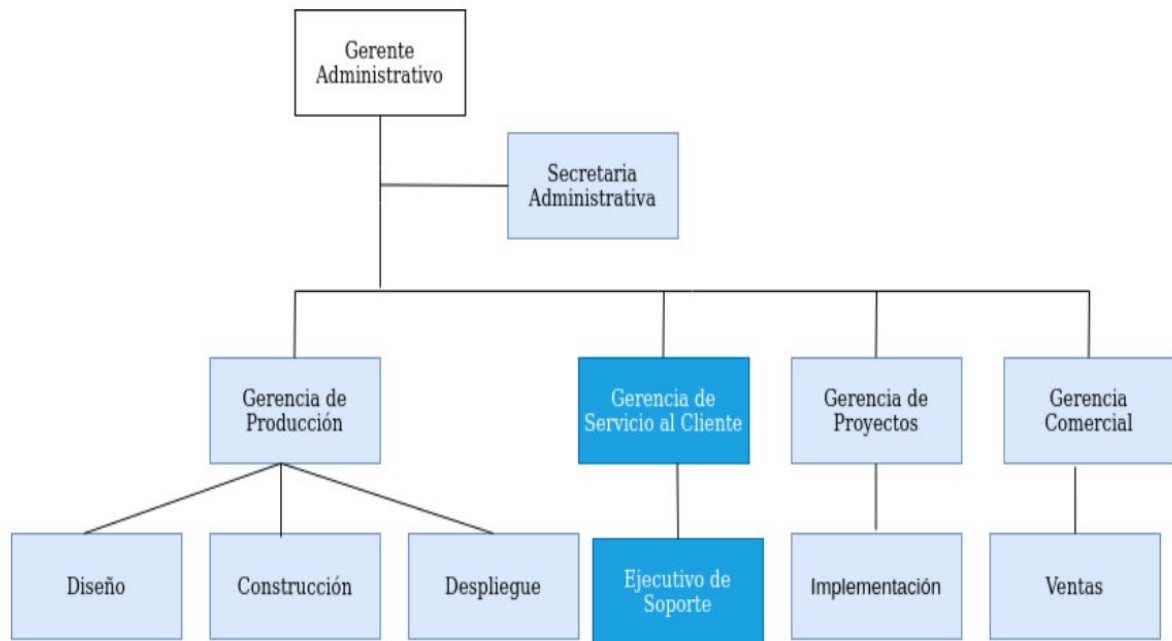 Gerente
Administrativo
Secretaria
Administrativa
Gerencia de
Producción
Gerencia de
Servicio al Cliente
Gerencia de
Proyectos
Gerencia
Comercial
Diseño
Construcción
Despliegue
Ejecutivo de
Soporte
Implementación
Ventas